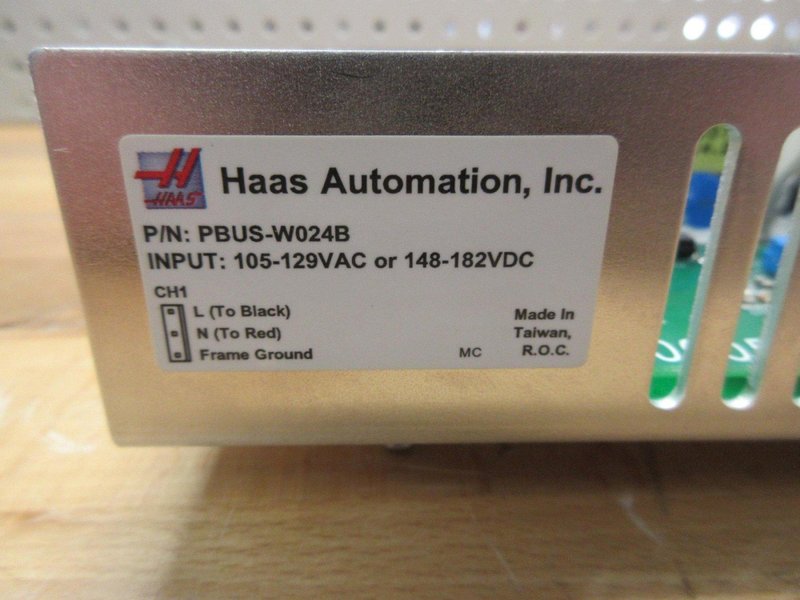 HAAS
Haas Automation, Inc.
P/N: PBUS-W024B
INPUT: 105-129VAC or 148-182VDC
CH1
L (To Black)
N (To Red)
Frame Ground
MC
Made In
Taiwan,
R.O.C.